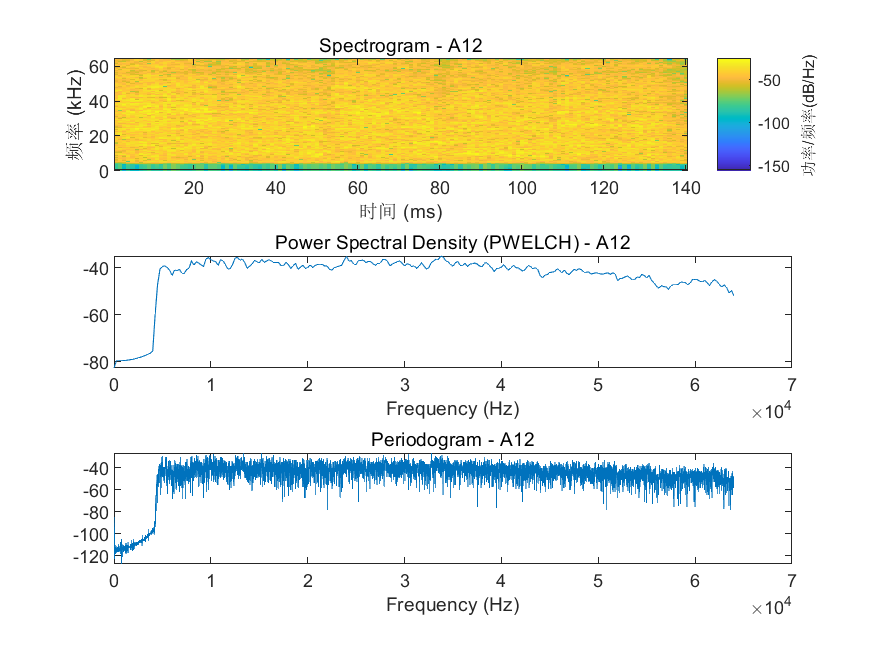 Spectrogram - A12
60
40
20
0
频率 (kHz)
20 40 60 80 100 120 140
时间 (ms)
-50
-100
-150
功率/频率(dB/Hz)
Power Spectral Density (PWELCH) - A12
-40
-60
-80
0 1 2 3 4 5 6 7
Frequency (Hz)
×10⁴
Periodogram - A12
-40
-60
-80
-100
-120
0 1 2 3 4 5 6 7
Frequency (Hz)
×10⁴